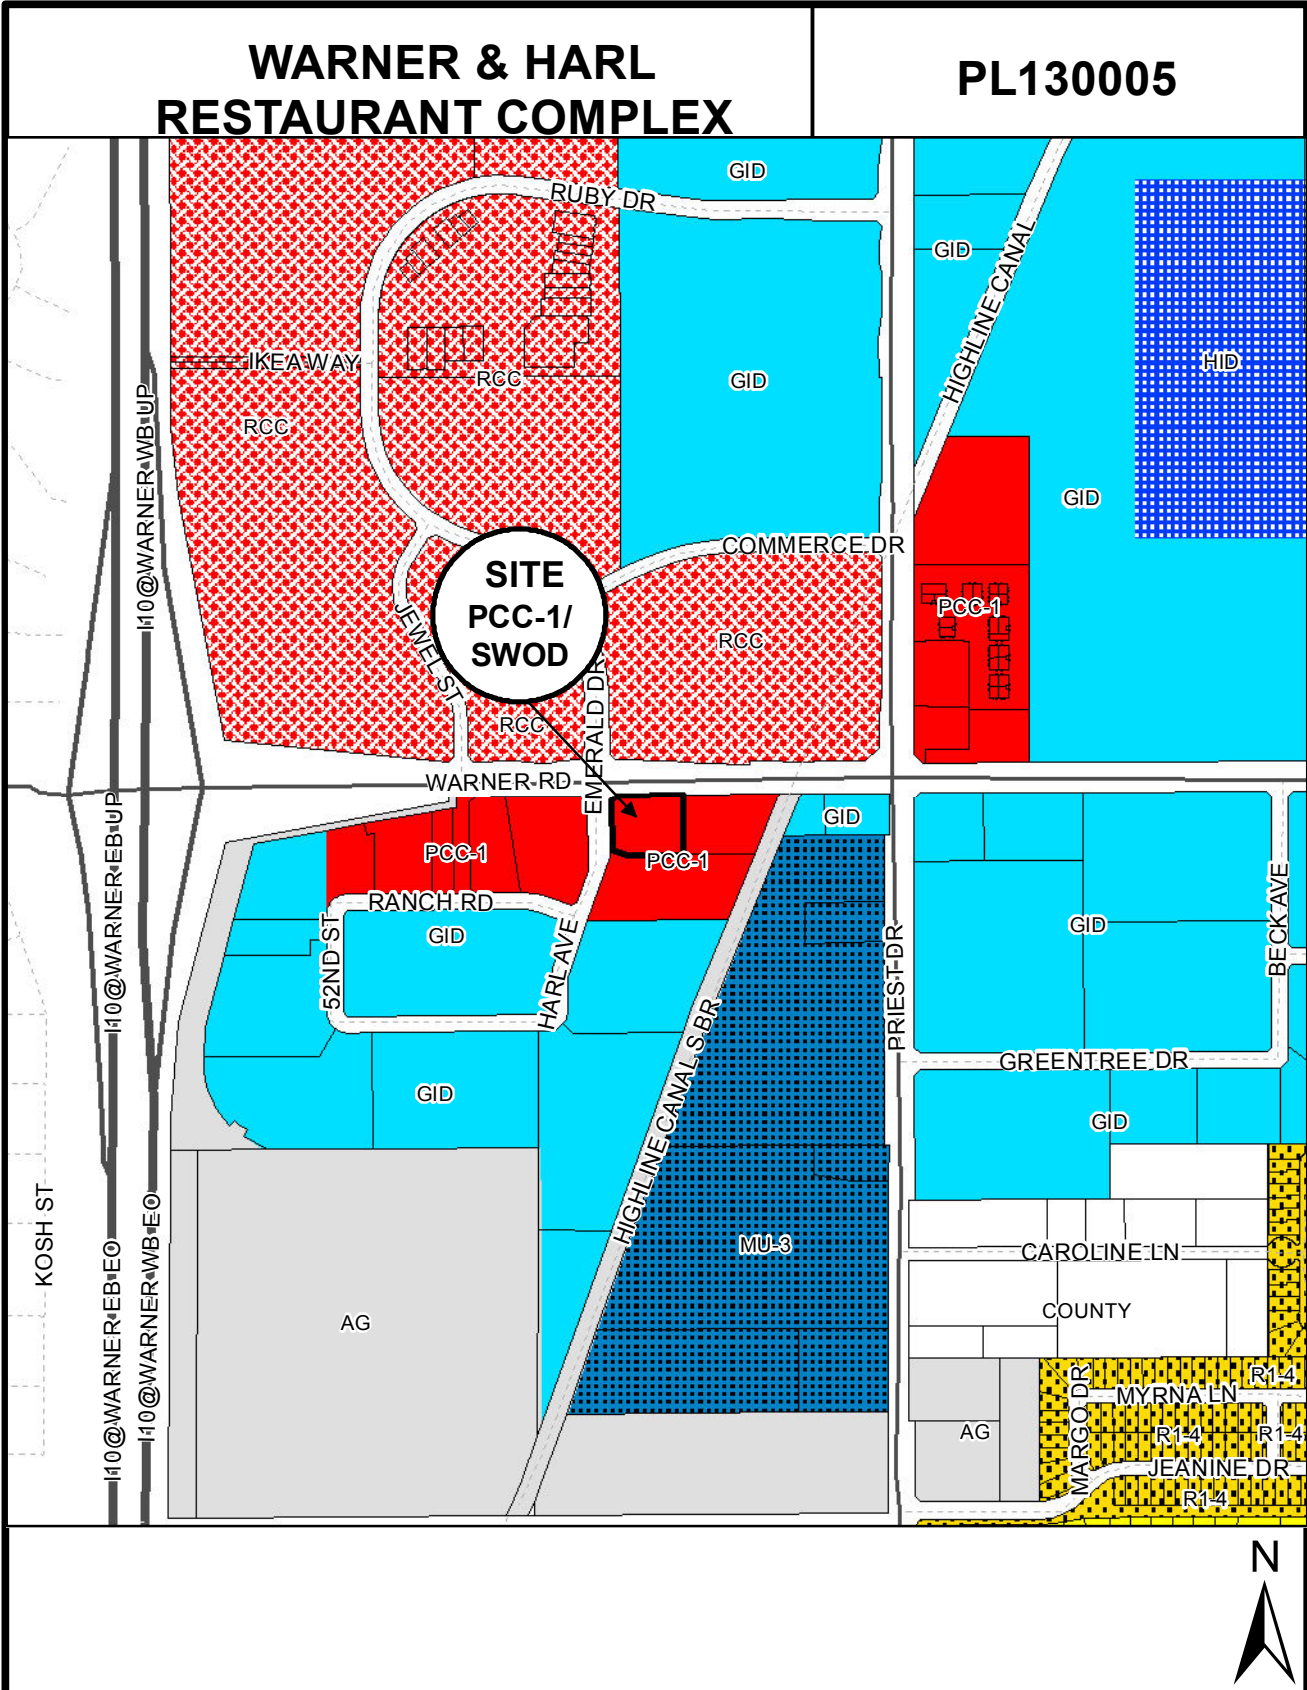 WARNER & HARL
RESTAURANT COMPLEX
PL130005
GID
RUBY DR
GID
HIGHLINE CANAL
IKEA WAY
RCC
GID
HID
I10@WARNER WB UP
RCC
GID
COMMERCE DR
SITE
PCC-1/
SWOD
JEWEL ST
PCC-1
RCC
EMERALD DR
RCC
WARNER RD
I10@WARNER EB UP
GID
PCC-1
PCC-1
RANCH RD
GID
52ND ST
HARL AVE
PRIEST DR
GID
BECK AVE
HIGHLINE CANAL S BR
GREENTREE DR
GID
GID
KOSH ST
I10@WARNER EB EO
I10@WARNER WB EO
MU-3
CAROLINE LN
COUNTY
AG
MARGO DR
R1-4
MYRNA LN
AG
R1-4
R1-4
JEANINE DR
R1-4
N